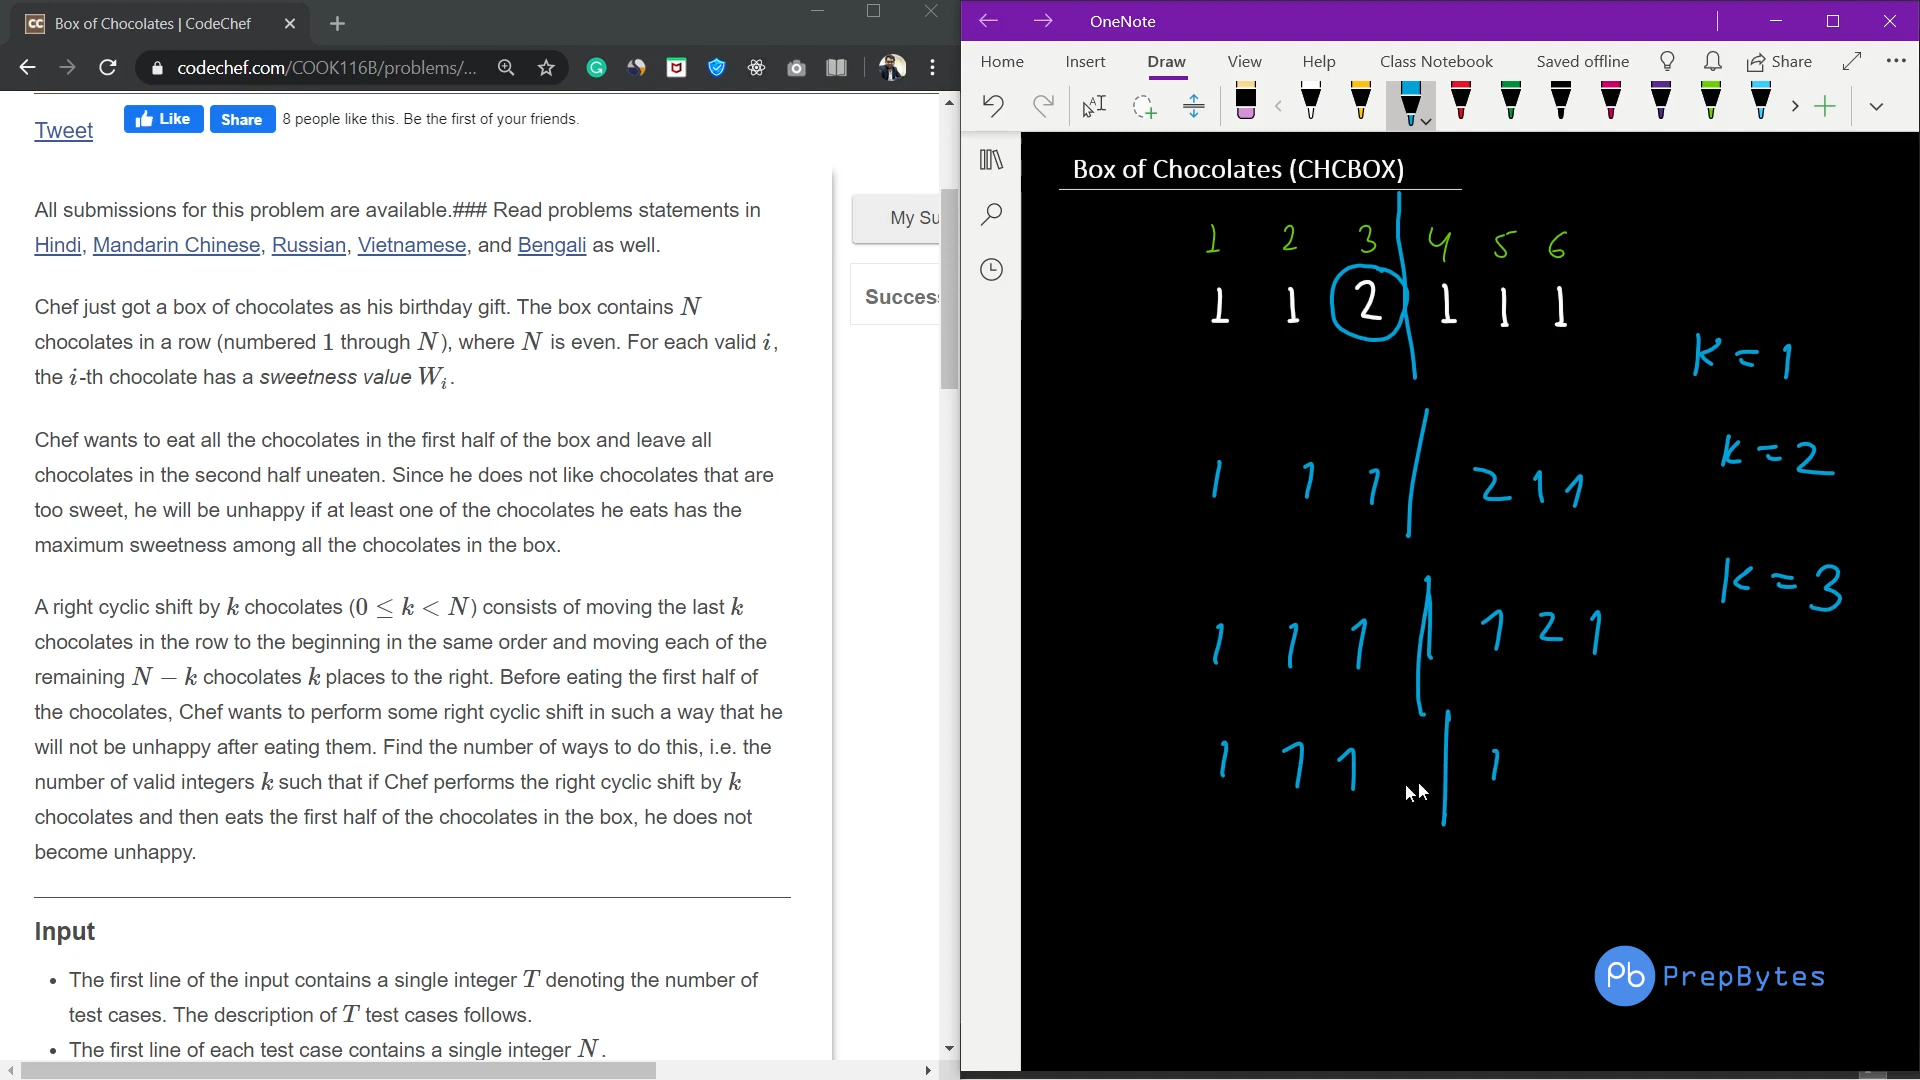 Box of Chocolates | CodeChef
codechef.com/COOK116B/problems/...
Tweet
Like
Share
8 people like this. Be the first of your friends.
My Su
Succes
All submissions for this problem are available.### Read problems statements in
Hindi, Mandarin Chinese, Russian, Vietnamese, and Bengali as well.
Chef just got a box of chocolates as his birthday gift. The box contains N
chocolates in a row (numbered 1 through N), where N is even. For each valid i,
the i-th chocolate has a sweetness value Wi.
Chef wants to eat all the chocolates in the first half of the box and leave all
chocolates in the second half uneaten. Since he does not like chocolates that are
too sweet, he will be unhappy if at least one of the chocolates he eats has the
maximum sweetness among all the chocolates in the box.
A right cyclic shift by k chocolates (0 ≤ k < N) consists of moving the last k
chocolates in the row to the beginning in the same order and moving each of the
remaining N − k chocolates k places to the right. Before eating the first half of
the chocolates, Chef wants to perform some right cyclic shift in such a way that he
will not be unhappy after eating them. Find the number of ways to do this, i.e. the
number of valid integers k such that if Chef performs the right cyclic shift by k
chocolates and then eats the first half of the chocolates in the box, he does not
become unhappy.
Input
• The first line of the input contains a single integer T denoting the number of
test cases. The description of T test cases follows.
• The first line of each test case contains a single integer N.
OneNote
Home Insert Draw View Help Class Notebook Saved offline Share
Box of Chocolates (CHCBOX)
1 2 3 4 5 6
1 1 2 1 1 1
K = 1
K = 2
1 1 1 2 1 1
K = 3
1 1 1 1 2 1
1 1 1 1
Pb PrepBytes